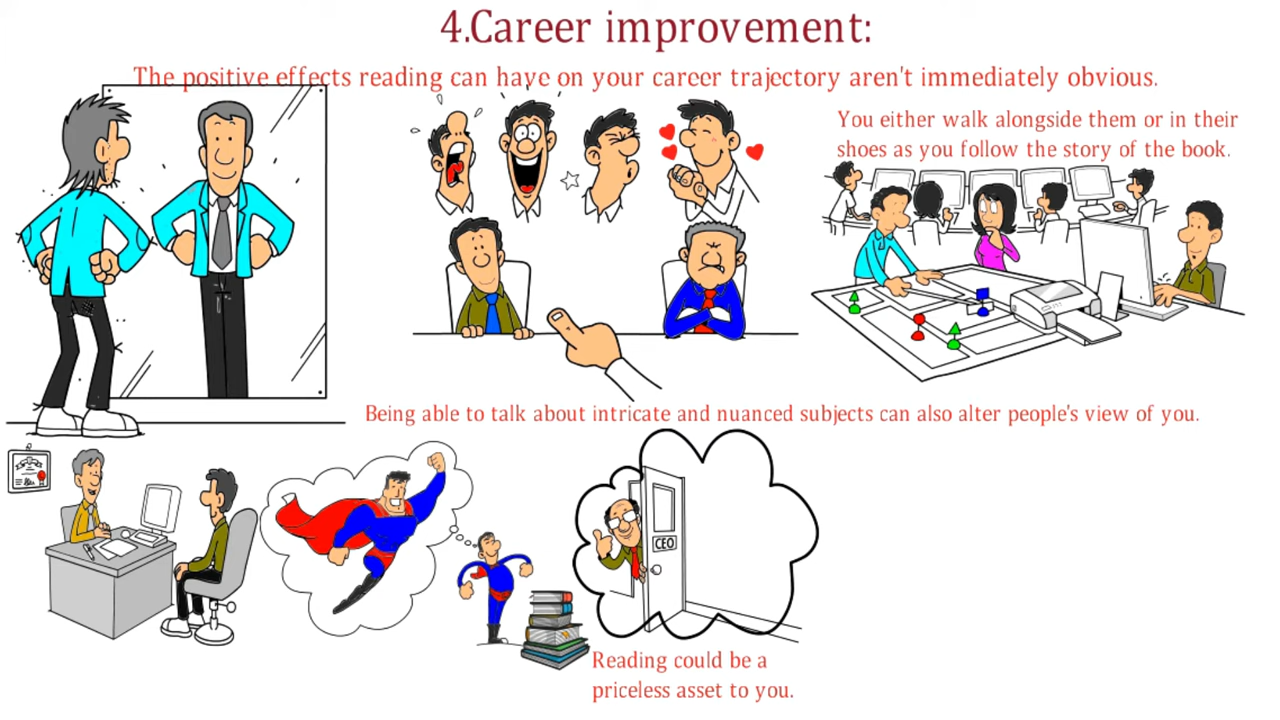 4.Career improvement:
The positive effects reading can have on your career trajectory aren't immediately obvious.
You either walk alongside them or in their
shoes as you follow the story of the book.
Being able to talk about intricate and nuanced subjects can also alter people's view of you.
CEO
Reading could be a
priceless asset to you.